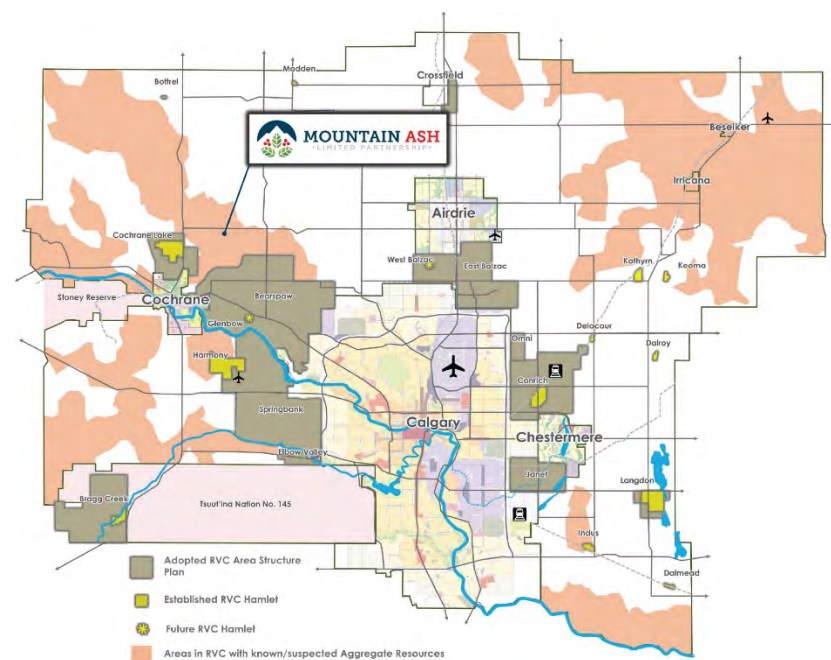 Madden
Bottrel
Crossfield
MOUNTAIN ASH
·LIMITED PARTNERSHIP·
Beseiker
Irricana
Airdrie
Cochrane Lake
West Balzac
East Balzac
Kathyrn
Keoma
Stoney Reserve
Cochrane
Bearspaw
Glenbow
Delacour
Omni
Dalroy
Harmony
Conrich
Springbank
Calgary
Chestermere
Elbow Valley
Janet
Langdon
Bragg Creek
Tsuut'ina Nation No. 145
Indus
Dalmead
Adopted RVC Area Structure
Plan
Established RVC Hamlet
Future RVC Hamlet
Areas in RVC with known/suspected Aggregate Resources